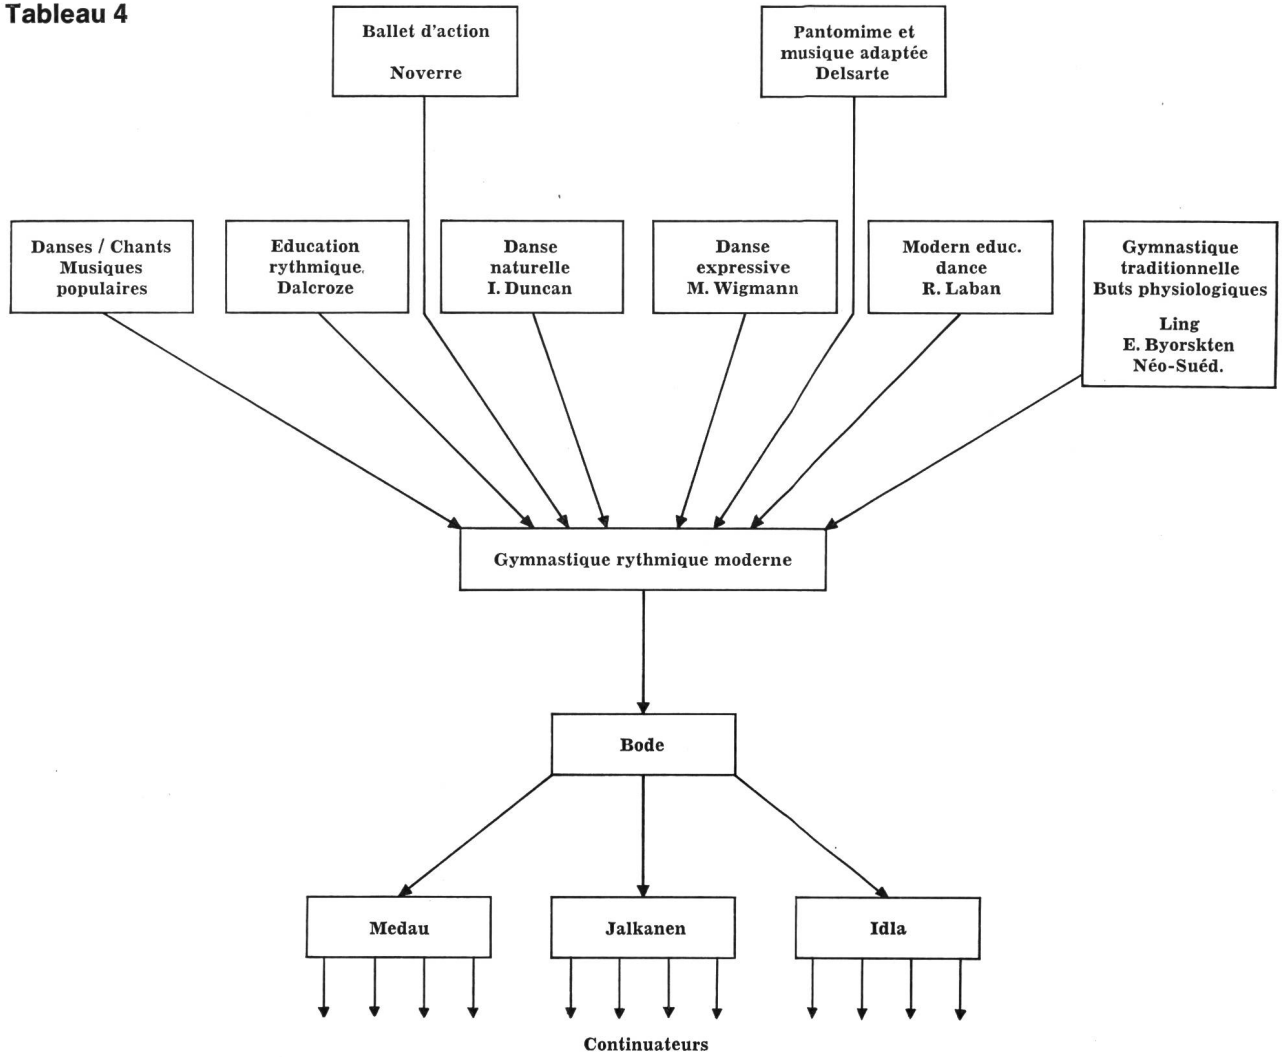 Tableau 4
Ballet d'action
Noverre
Pantomime et
musique adaptée
Delsarte
Danses / Chants
Musiques
populaires
Education
rythmique
Dalcroze
Danse
naturelle
I. Duncan
Danse
expressive
M. Wigmann
Modern educ.
dance
R. Laban
Gymnastique
traditionnelle
Buts physiologiques
Ling
E. Byorskten
Néo-Suéd.
Gymnastique rythmique moderne
Bode
Medau
Jalkanen
Idla
Continuateurs